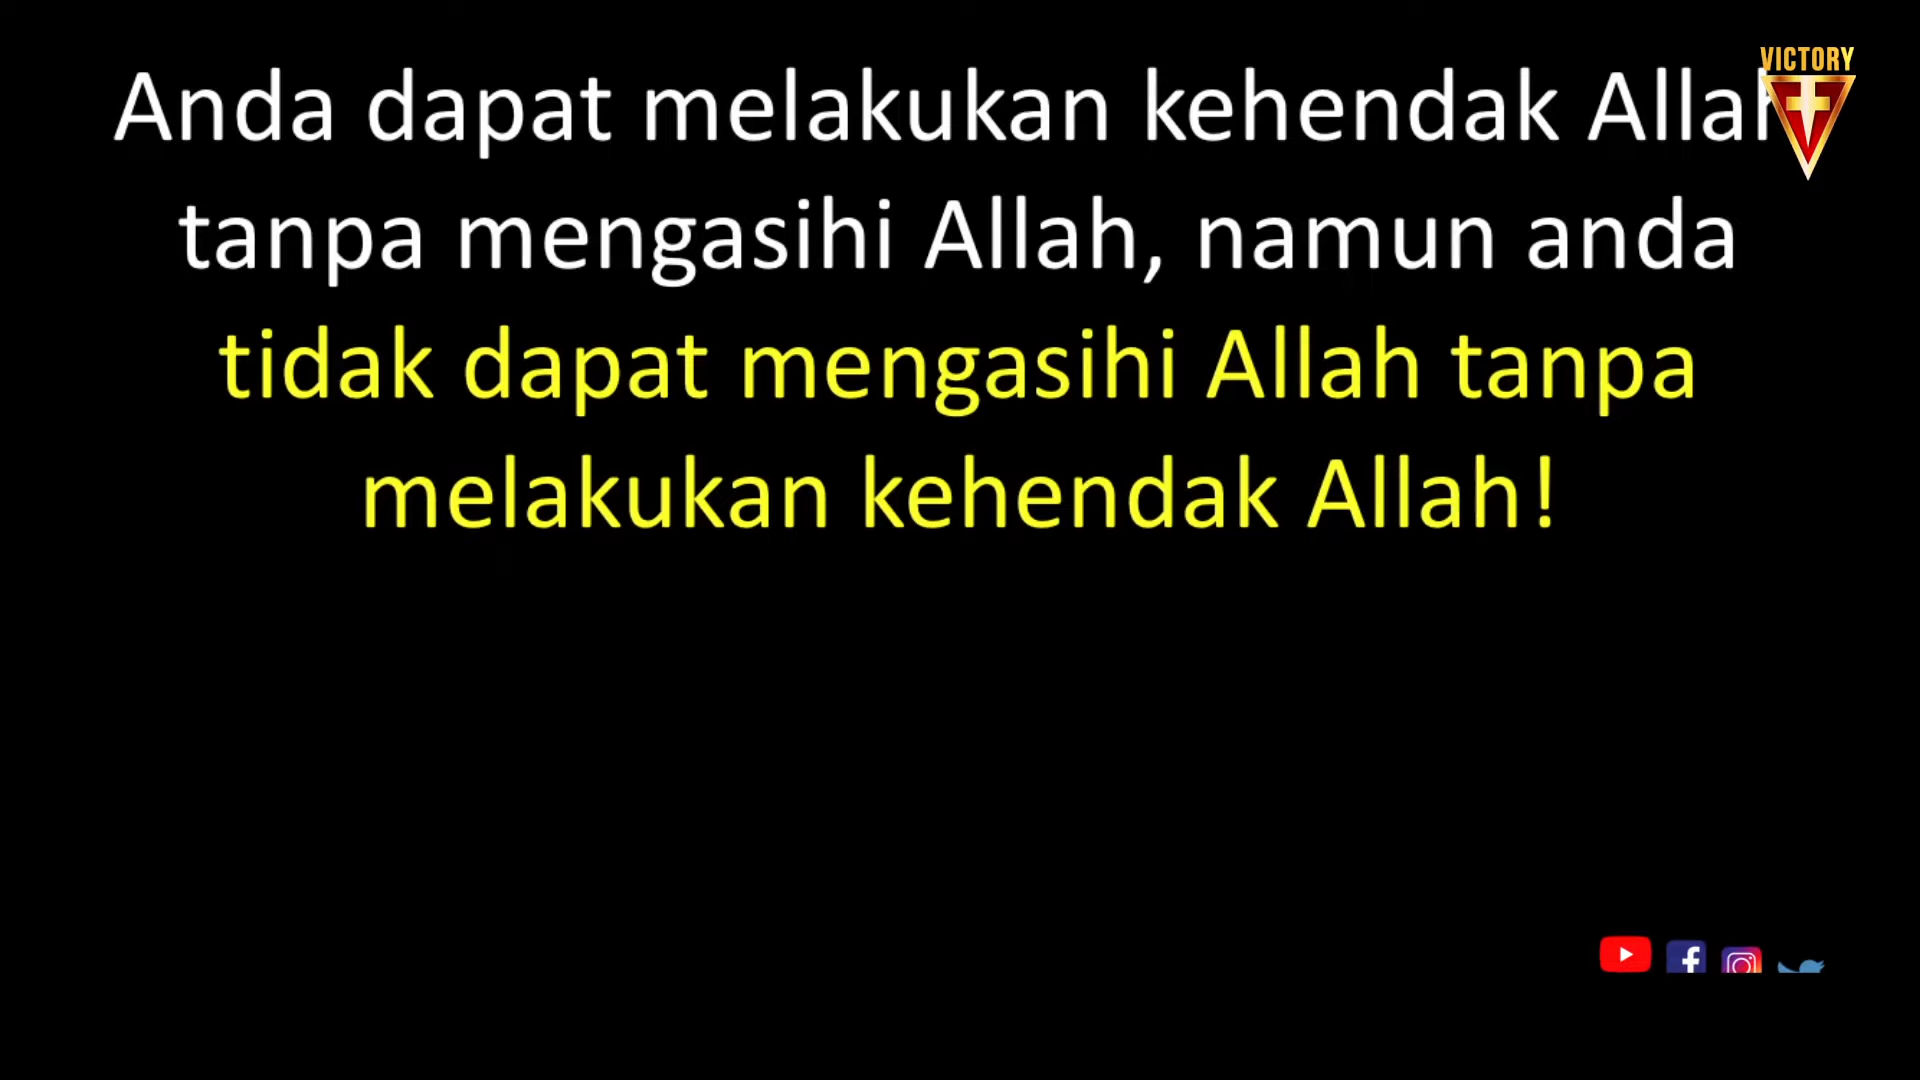 VICTORY
Anda dapat melakukan kehendak Allah
tanpa mengasihi Allah, namun anda
tidak dapat mengasihi Allah tanpa
melakukan kehendak Allah!